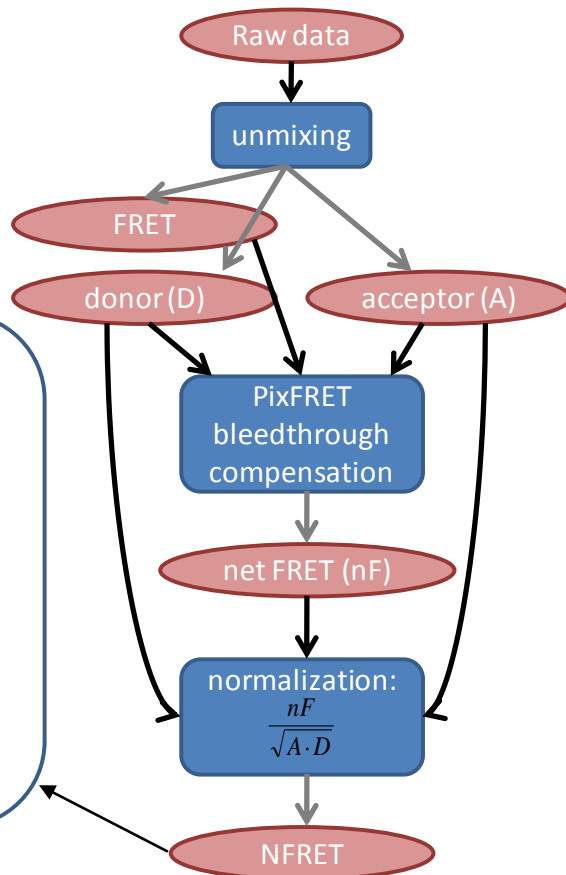 Raw data
unmixing
FRET
donor (D)
acceptor (A)
PixFRET
bleedthrough
compensation
net FRET (nF)
normalization:
nF
√A·D
NFRET